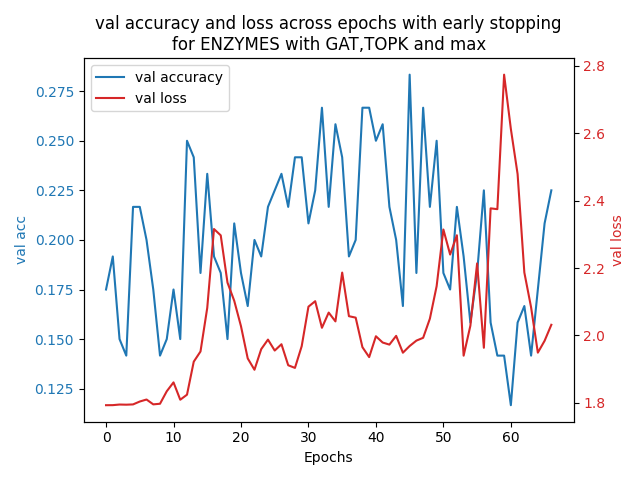 val accuracy and loss across epochs with early stopping
for ENZYMES with GAT,TOPK and max
val accuracy
val loss
0.275
0.250
0.225
0.200
0.175
0.150
0.125
val acc
2.8
2.6
2.4
2.2
2.0
1.8
val loss
0 10 20 30 40 50 60
Epochs